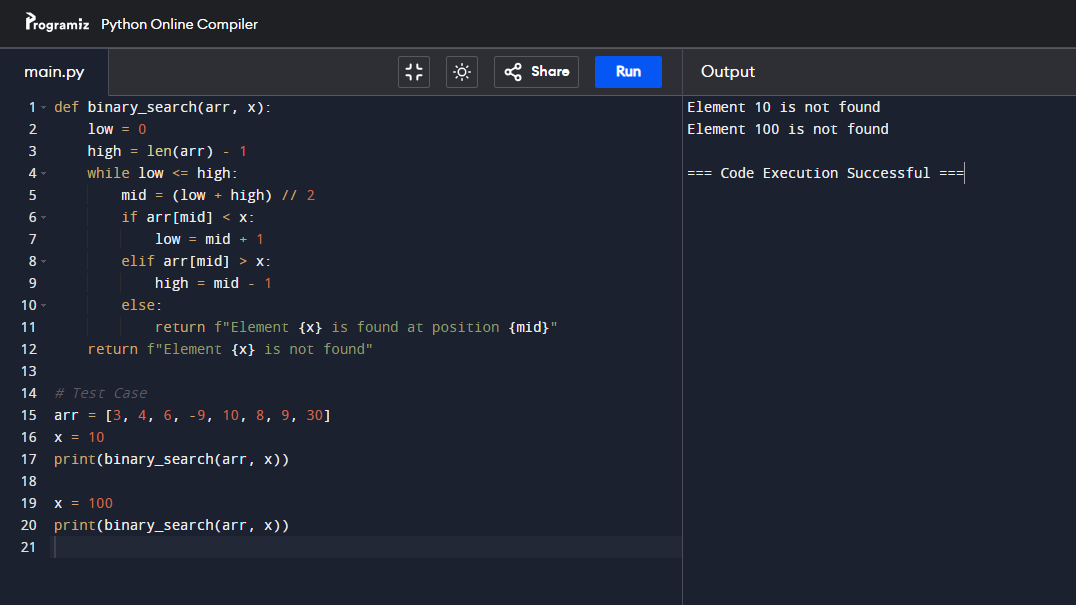 Programiz Python Online Compiler
main.py Share Run Output
1 def binary_search(arr, x):
2     low = 0
3     high = len(arr) - 1
4     while low <= high:
5         mid = (low + high) // 2
6         if arr[mid] < x:
7             low = mid + 1
8         elif arr[mid] > x:
9             high = mid - 1
10         else:
11             return f"Element {x} is found at position {mid}"
12     return f"Element {x} is not found"
13
14 # Test Case
15 arr = [3, 4, 6, -9, 10, 8, 9, 30]
16 x = 10
17 print(binary_search(arr, x))
18
19 x = 100
20 print(binary_search(arr, x))
21
Element 10 is not found
Element 100 is not found
=== Code Execution Successful ===